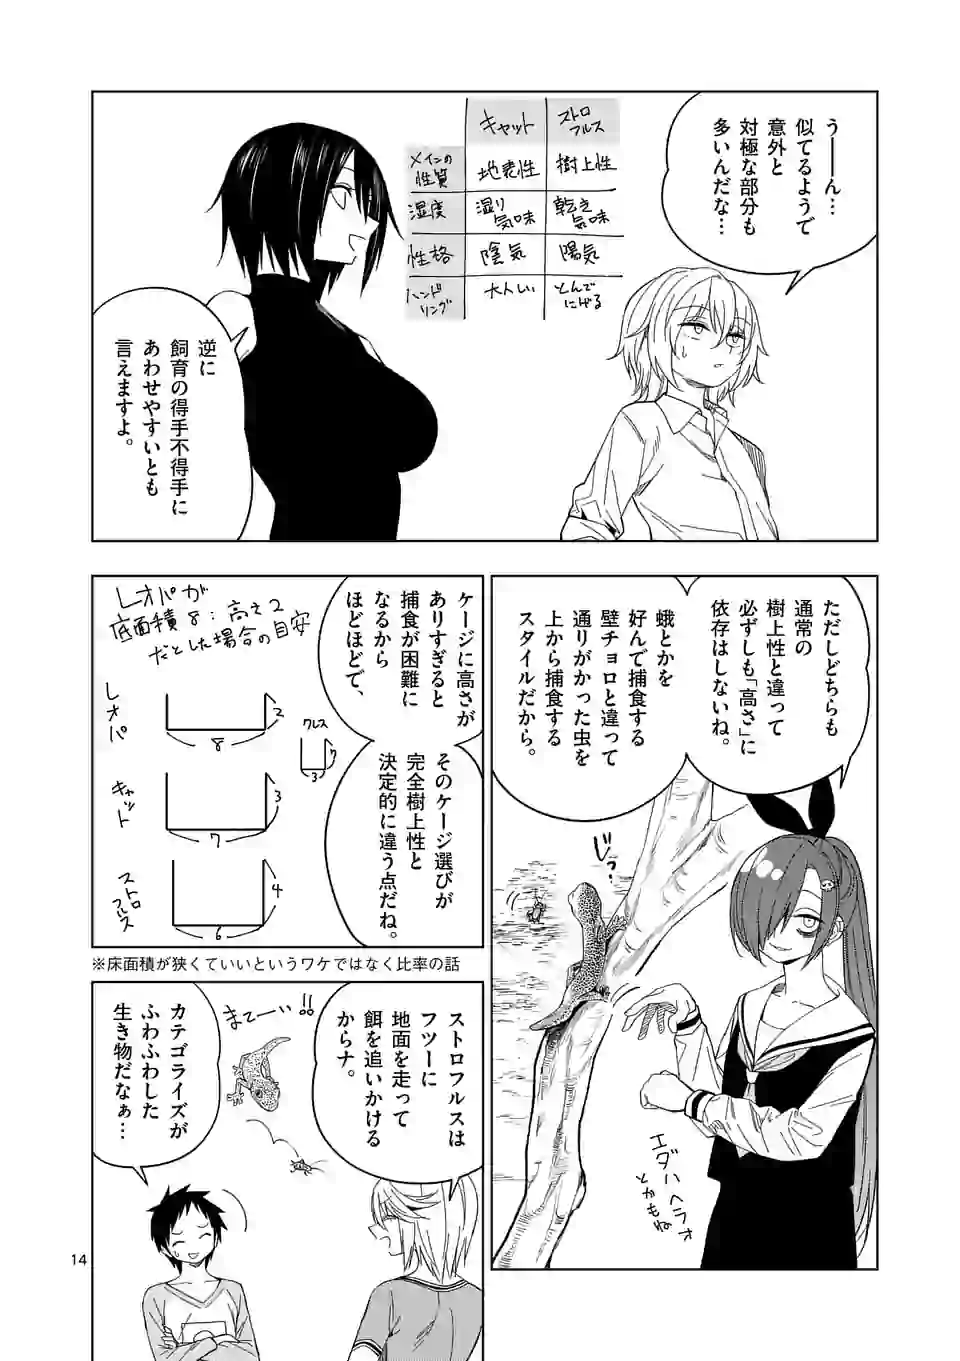 うーーん…
似てるようで
意外と
対極な部分も
多いんだな…
キャット
ストロ
フルス
メインの
性質
地表性
樹上性
湿度
湿り
気味
乾き
気味
性格
陰気
陽気
ハンド
リング
大人しい
とんで
にげる
逆に
飼育の得手不得手に
あわせやすいとも
言えますよ。
ただしどちらも
通常の
樹上性と違って
必ずしも「高さ」に
依存はしないね。
蛾とかを
好んで捕食する
壁チョロと違って
通りがかった虫を
上から捕食する
スタイルだから。
じっ
エダハヘラオ
とかもね
ケージに高さが
ありすぎると
捕食が困難に
なるから
ほどほどで、
そのケージ選びが
完全樹上性と
決定的に違う点だね。
レオパが
底面積8:高さ2
だとした場合の目安
レオパ
2
8
クレス
7
3
キャット
3
7
ストロ
フルス
4
6
※床面積が狭くていいというワケではなく比率の話
ストロフルスは
フツーに
地面を走って
餌を追いかける
からナ。
まてーい!!
カテゴライズが
ふわふわした
生き物だなぁ…
14